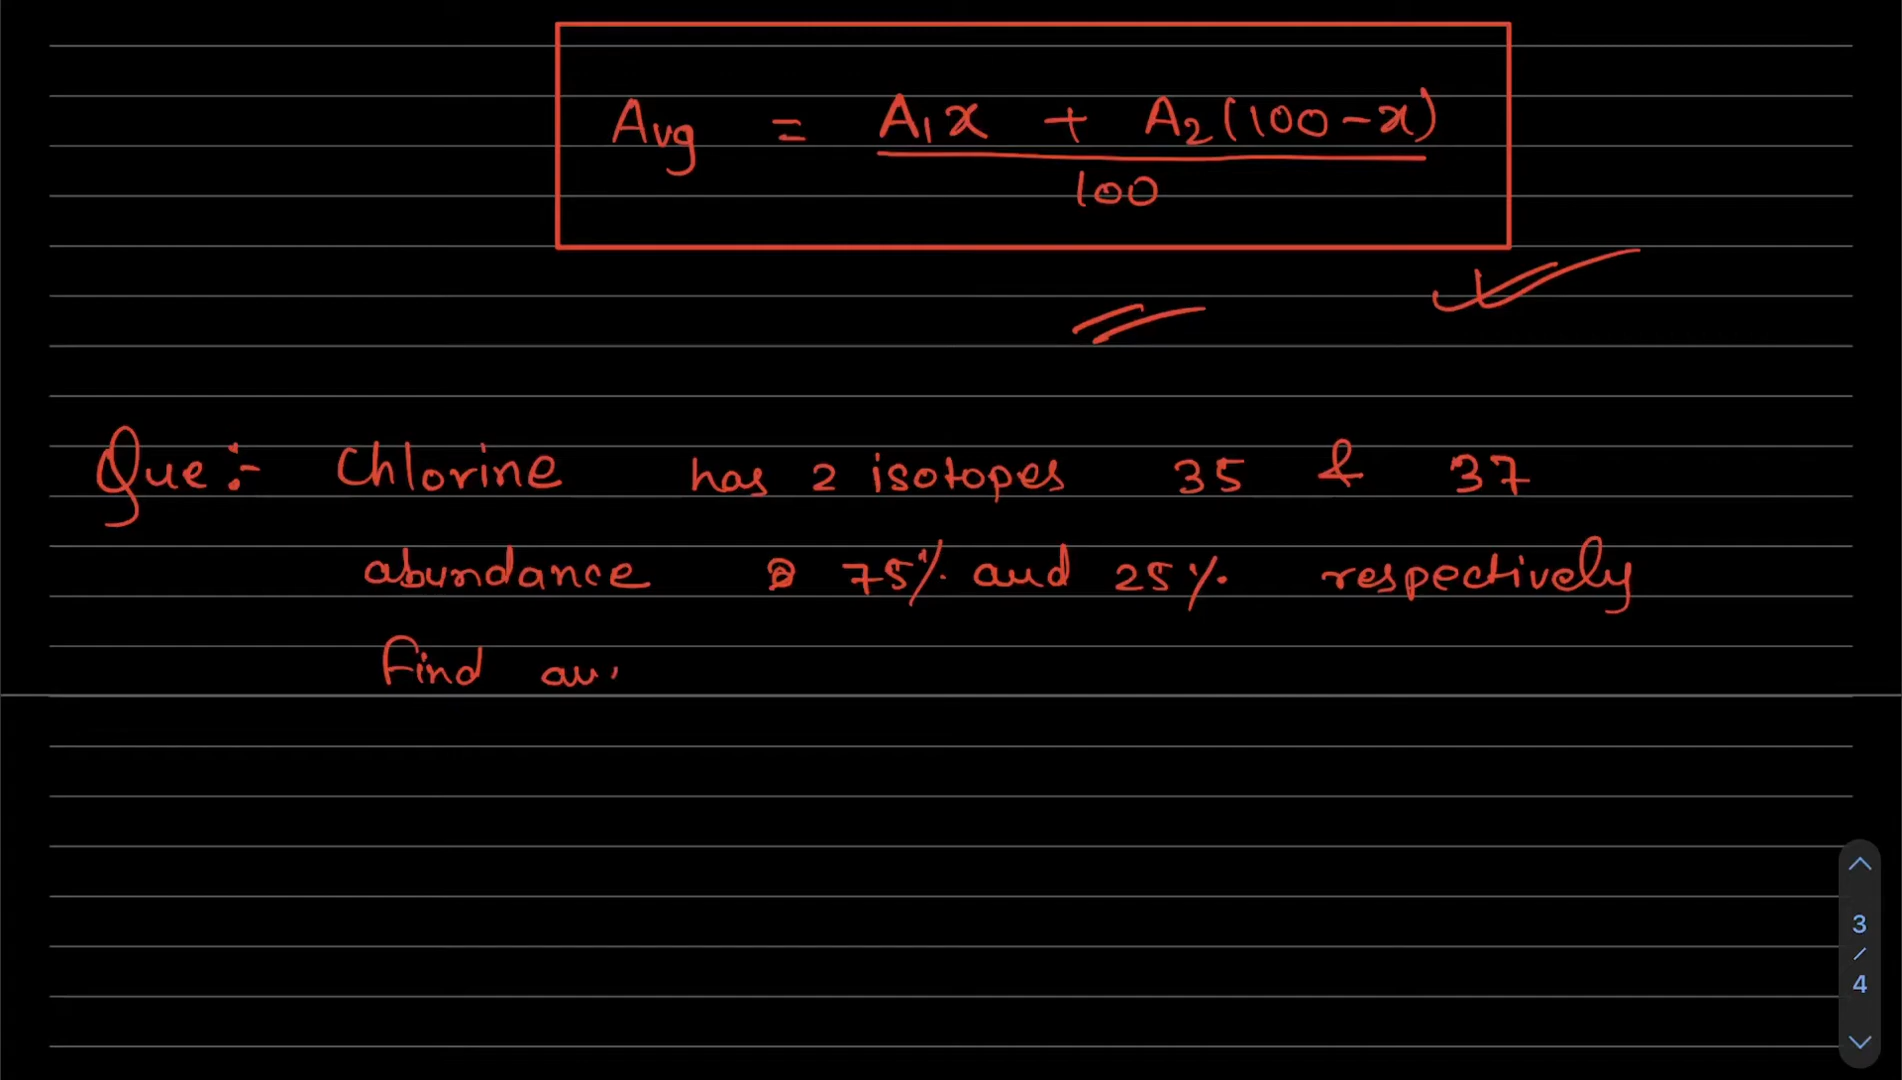 Avg = A₁x + A₂(100-x)
100
Que:- Chlorine has 2 isotopes 35 & 37
abundance 75% and 25% respectively
Find
3
/
4